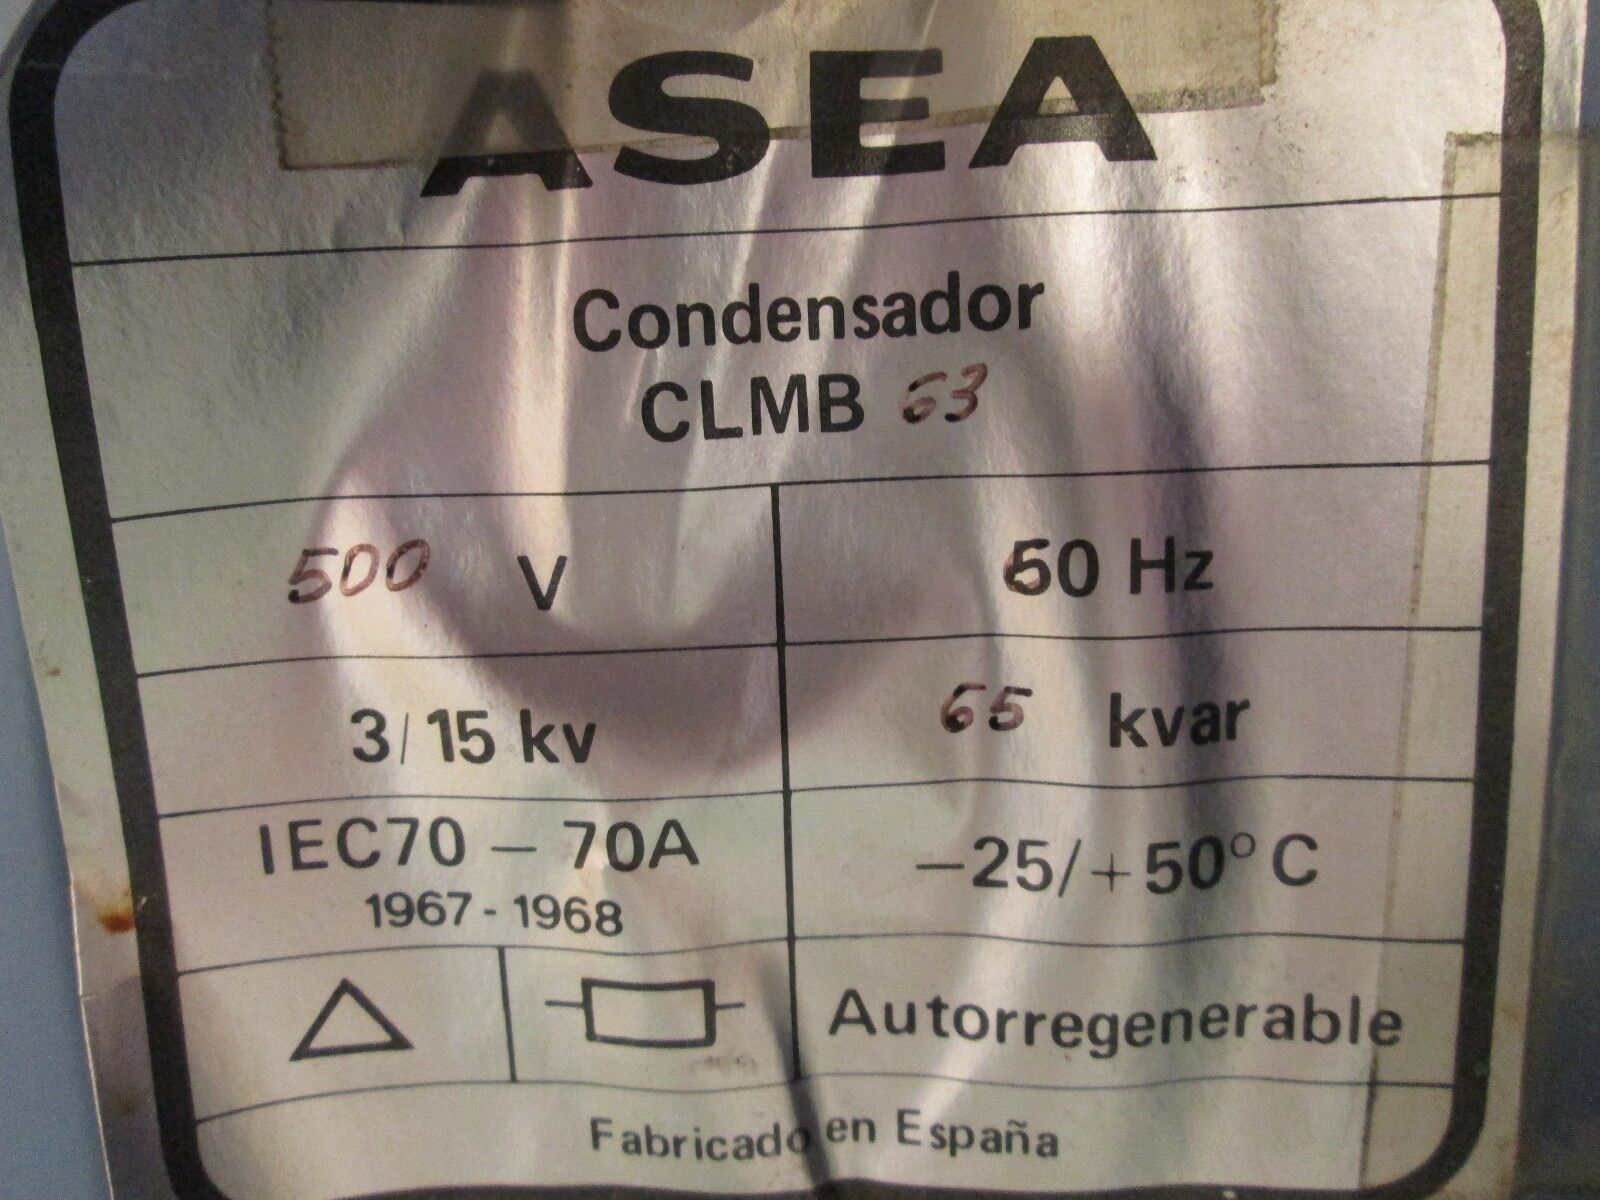 ASEA
Condensador
CLMB 63
500 V
60 Hz
3/15 kv
65 kvar
IEC70 – 70A
1967 - 1968
–25/+50° C
Autorregenerable
Fabricado en España